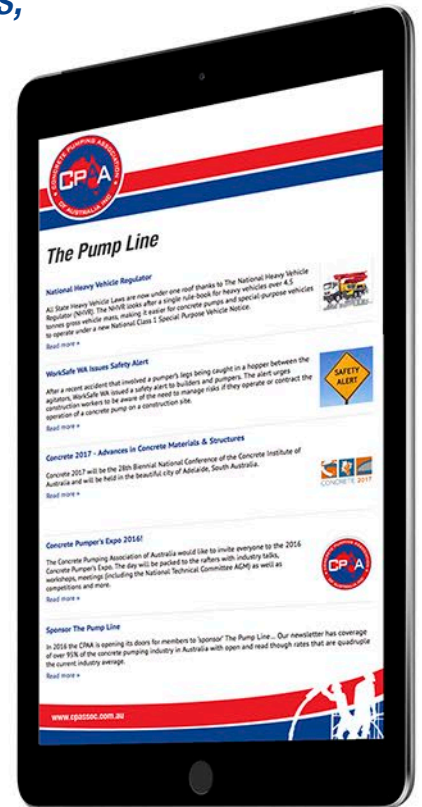 s,
CONCRETE PUMPING ASSOCIATION
CPAA
OF AUSTRALIA INC
The Pump Line
National Heavy Vehicle Regulator
All State Heavy Vehicle Laws are now under one roof thanks to The National Heavy Vehicle
Regulator (NHVR). The NHVR looks after a single rule-book for heavy vehicles over 4.5
tonnes gross vehicle mass, making it easier for concrete pumps and special-purpose vehicles
to operate under a new National Class 1 Special Purpose Vehicle Notice.
Read more »
WorkSafe WA Issues Safety Alert
After a recent accident that involved a pumper's legs being caught in a hopper between the
agitators, WorkSafe WA issued a safety alert to builders and pumpers. The alert urges
construction workers to be aware of the need to manage risks if they operate or contract the
operation of a concrete pump on a construction site.
Read more »
SAFETY
ALERT
Concrete 2017 - Advances in Concrete Materials & Structures
Concrete 2017 will be the 28th Biennial National Conference of the Concrete Institute of
Australia and will be held in the beautiful city of Adelaide, South Australia.
Read more »
CONCRETE 2017
Concrete Pumper's Expo 2016!
The Concrete Pumping Association of Australia would like to invite everyone to the 2016
Concrete Pumper's Expo. The day will be packed to the rafters with industry talks,
workshops, meetings (including the National Technical Committee AGM) as well as
competitions and more.
Read more »
CPAA
Sponsor The Pump Line
In 2016 the CPAA is opening its doors for members to 'sponsor' The Pump Line... Our newsletter has coverage
of over 95% of the concrete pumping industry in Australia with open and read though rates that are quadruple
the current industry average.
Read more »
www.cpassoc.com.au